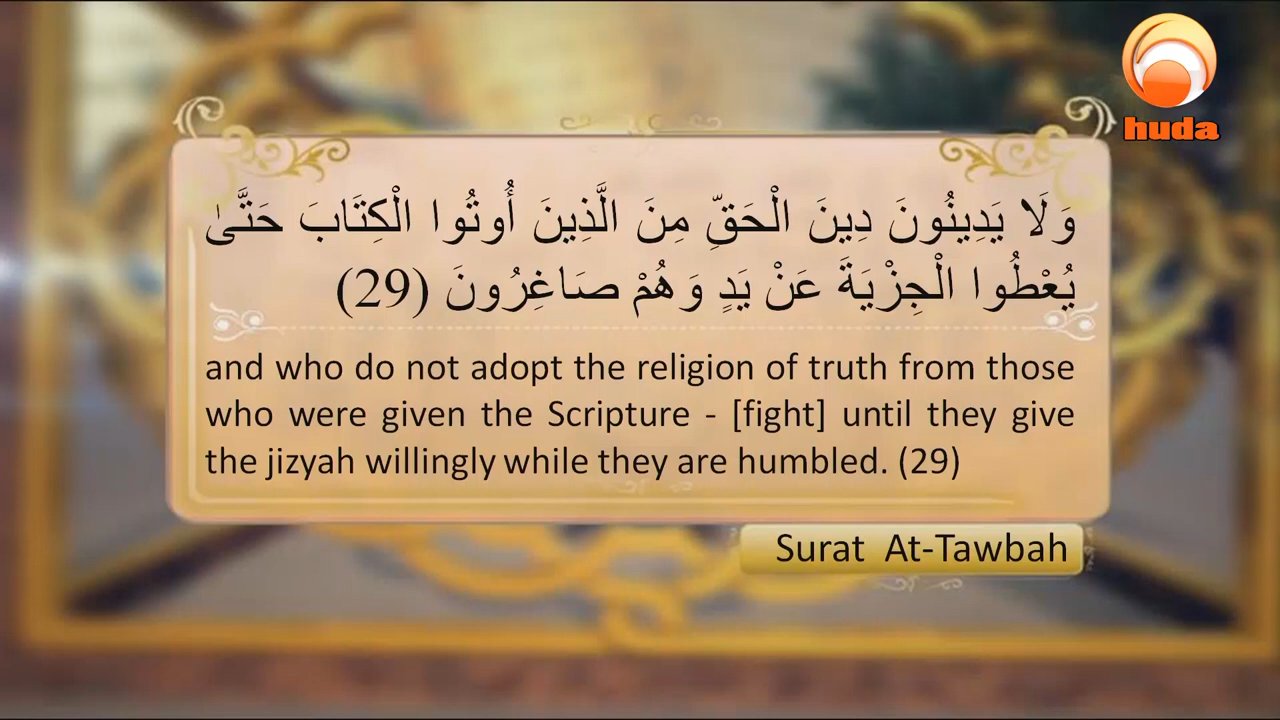 huda
وَلَا يَدِينُونَ دِينَ الْحَقِّ مِنَ الَّذِينَ أُوتُوا الْكِتَابَ حَتَّىٰ
يُعْطُوا الْجِزْيَةَ عَنْ يَدٍ وَهُمْ صَاغِرُونَ (29)
and who do not adopt the religion of truth from those
who were given the Scripture - [fight] until they give
the jizyah willingly while they are humbled. (29)
Surat At-Tawbah